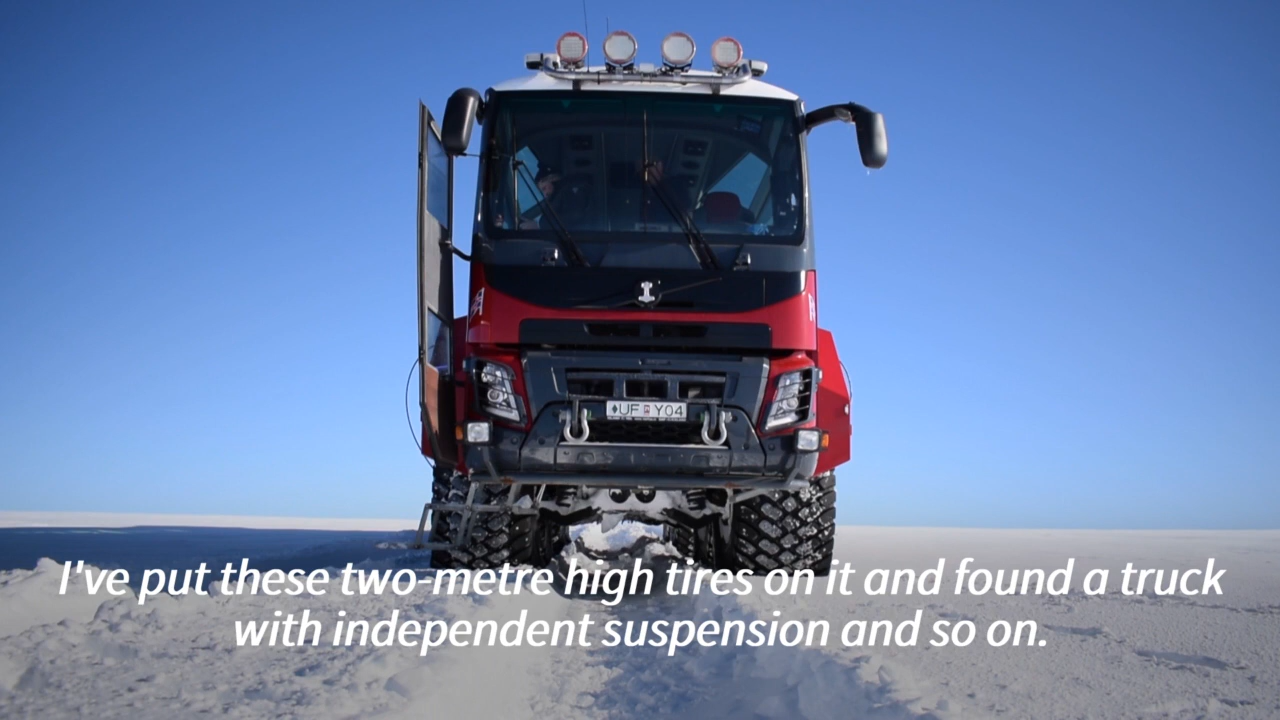 UF Y04
I've put these two-metre high tires on it and found a truck
with independent suspension and so on.